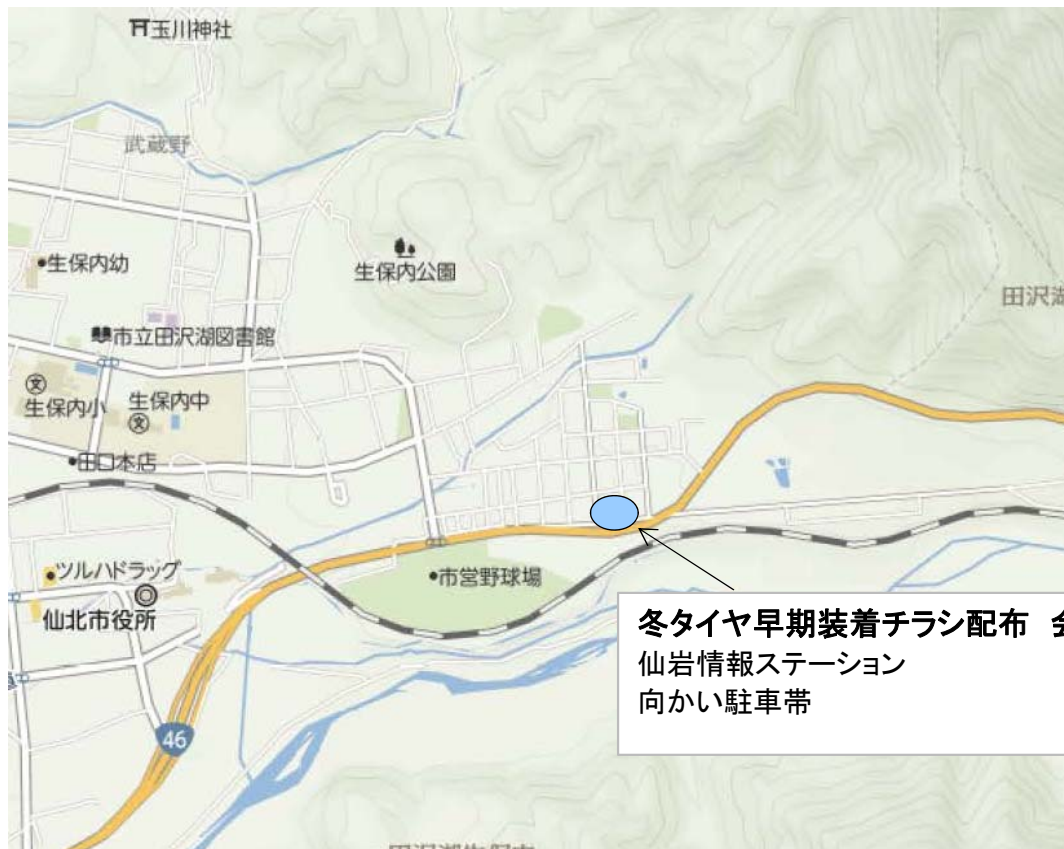 玉川神社
武蔵野
生保内幼
生保内公園
田沢湖
市立田沢湖図書館
生保内小
生保内中
田口本店
ツルハドラッグ
市営野球場
仙北市役所
冬タイヤ早期装着チラシ配布
仙岩情報ステーション
向かい駐車帯
46